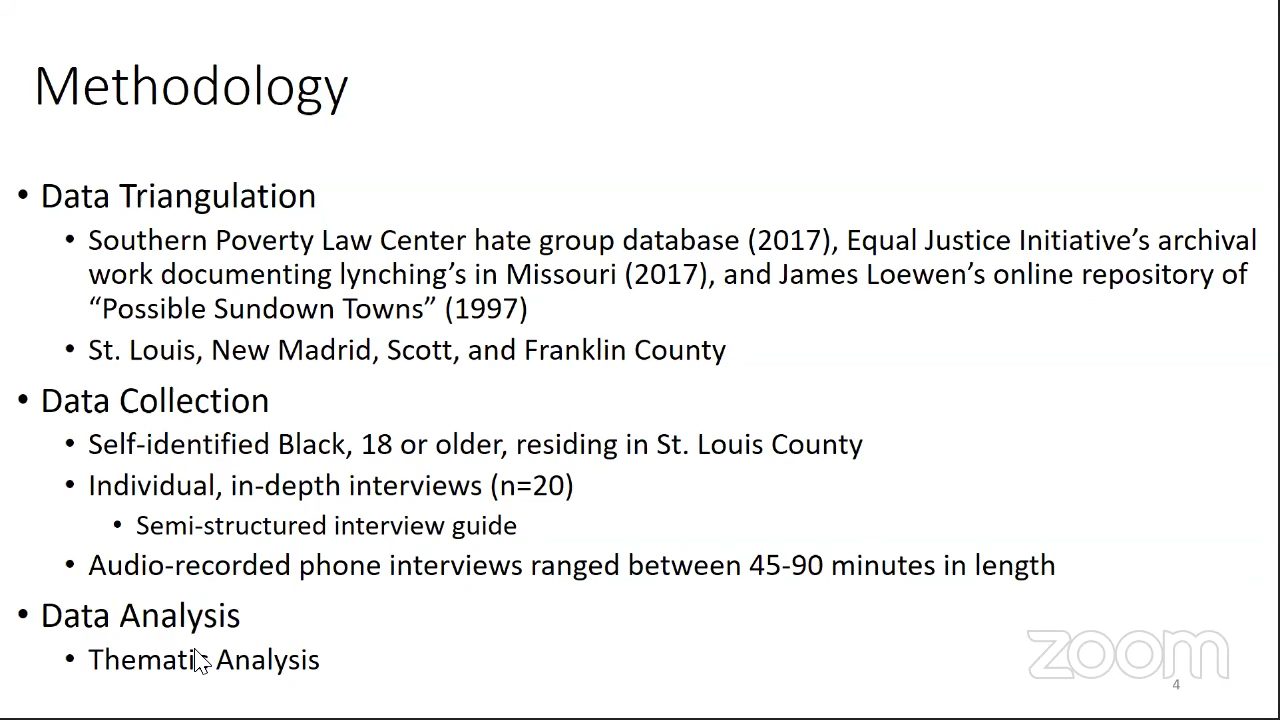 Methodology
• Data Triangulation
• Southern Poverty Law Center hate group database (2017), Equal Justice Initiative’s archival
work documenting lynching’s in Missouri (2017), and James Loewen’s online repository of
“Possible Sundown Towns” (1997)
• St. Louis, New Madrid, Scott, and Franklin County
• Data Collection
• Self-identified Black, 18 or older, residing in St. Louis County
• Individual, in-depth interviews (n=20)
• Semi-structured interview guide
• Audio-recorded phone interviews ranged between 45-90 minutes in length
• Data Analysis
• Thematic Analysis
zoom
4